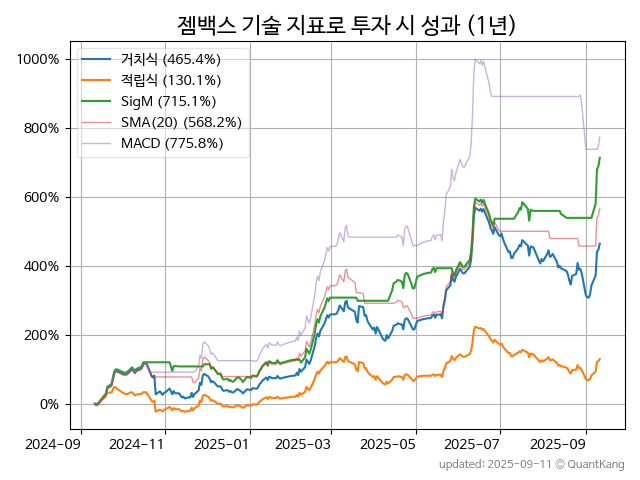 젬백스 기술 지표로 투자 시 성과 (1년)
1000%
800%
600%
400%
200%
0%
거치식 (465.4%)
적립식 (130.1%)
SigM (715.1%)
SMA(20) (568.2%)
MACD (775.8%)
2024-09
2024-11
2025-01
2025-03
2025-05
2025-07
2025-09
updated: 2025-09-11 © QuantKang